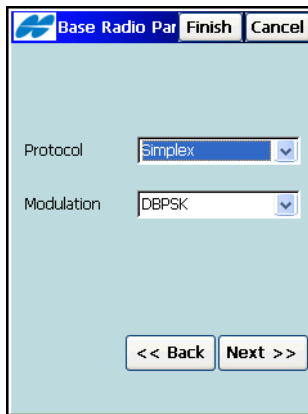 Base Radio Par Finish Cancel
Protocol Simplex
Modulation DBPSK
<< Back Next >>